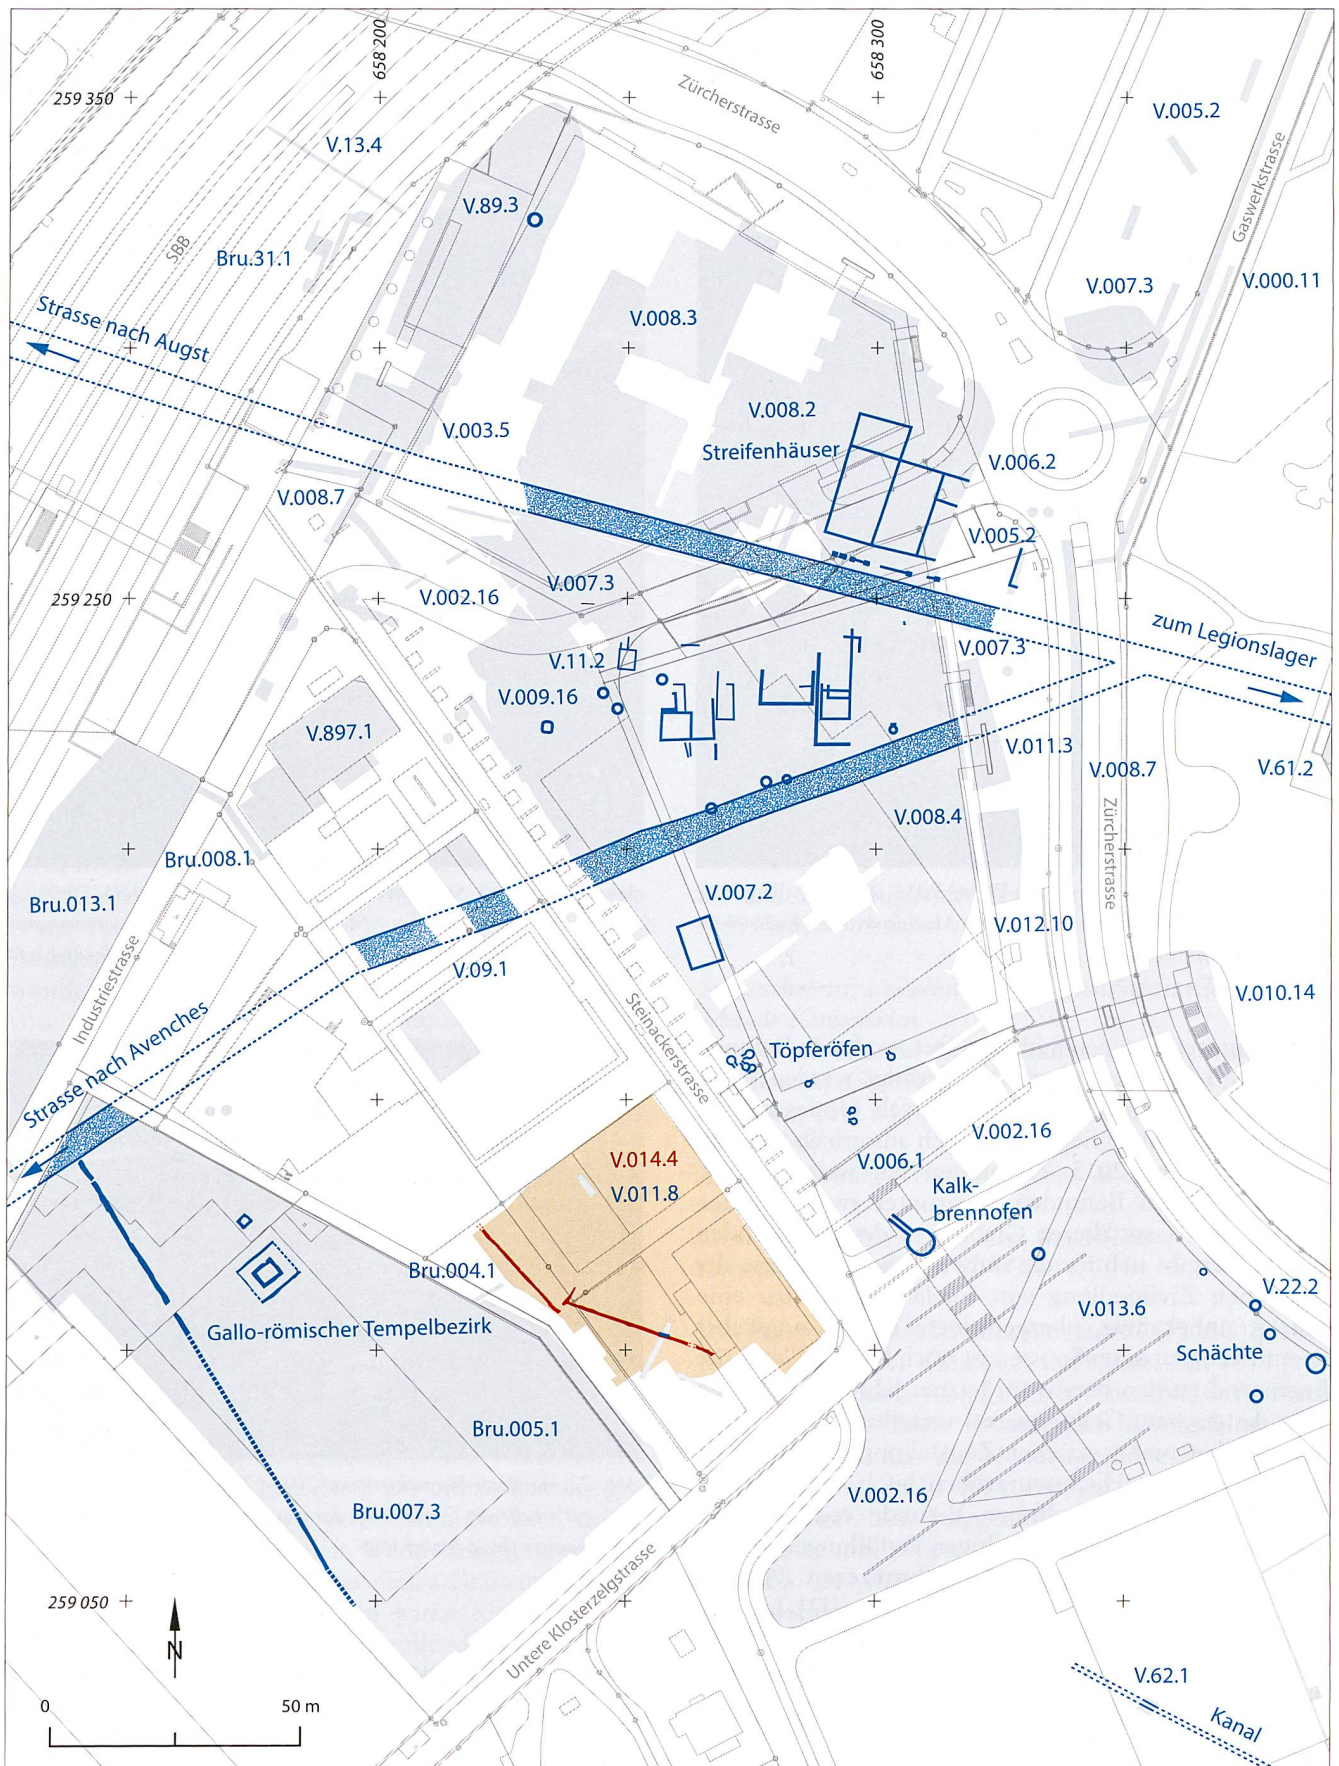 658 200
658 300
259 350
Zürcherstrasse
V.005.2
V.13.4
Gaswerkstrasse
V.89.3
SBB
Bru.31.1
V.007.3
V.000.11
Strasse nach Augst
V.008.3
V.008.2
V.003.5
Streifenhäuser
V.006.2
V.008.7
V.005.2
V.007.3
259 250
V.002.16
zum Legionslager
V.007.3
V.11.2
V.009.16
V.897.1
V.011.3
V.008.7
V.61.2
V.008.4
Zürcherstrasse
Bru.008.1
V.007.2
Bru.013.1
V.012.10
V.09.1
Industriestrasse
V.010.14
Steinackerstrasse
Strasse nach Avenches
Töpferöfen
V.002.16
V.014.4
V.006.1
V.011.8
Kalk-
brennofen
Bru.004.1
V.22.2
V.013.6
Gallo-römischer Tempelbezirk
Schächte
Bru.005.1
V.002.16
Bru.007.3
259 050
Untere Klosterzelgstrasse
N
V.62.1
0
50 m
Kanal